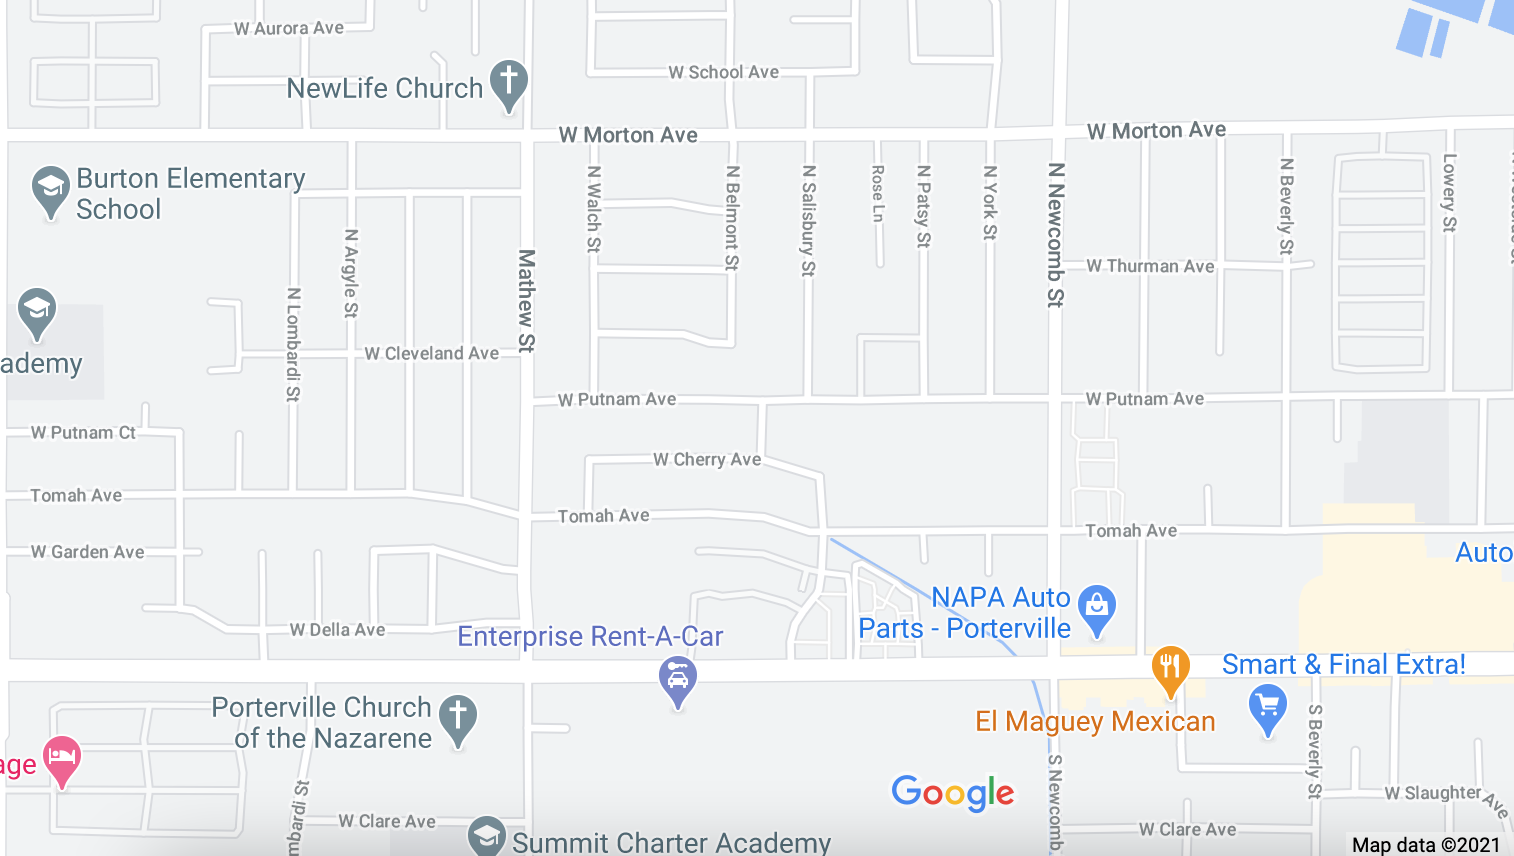 W Aurora Ave
NewLife Church
W School Ave
W Morton Ave
W Morton Ave
Burton Elementary
School
N Argyle St
N Lombardi St
Mathew St
N Walch St
N Belmont St
N Salisbury St
Rose Ln
N Patsy St
N York St
N Newcomb St
N Beverly St
Lowery St
W Thurman Ave
ademy
W Cleveland Ave
W Putnam Ave
W Putnam Ave
W Putnam Ct
W Cherry Ave
Tomah Ave
Tomah Ave
Tomah Ave
W Garden Ave
Auto
NAPA Auto
Parts - Porterville
W Della Ave
Enterprise Rent-A-Car
Smart & Final Extra!
Porterville Church
of the Nazarene
El Maguey Mexican
age
S Newcomb
S Beverly St
mbardi St
Google
W Slaughter Ave
W Clare Ave
W Clare Ave
Summit Charter Academy
Map data ©2021